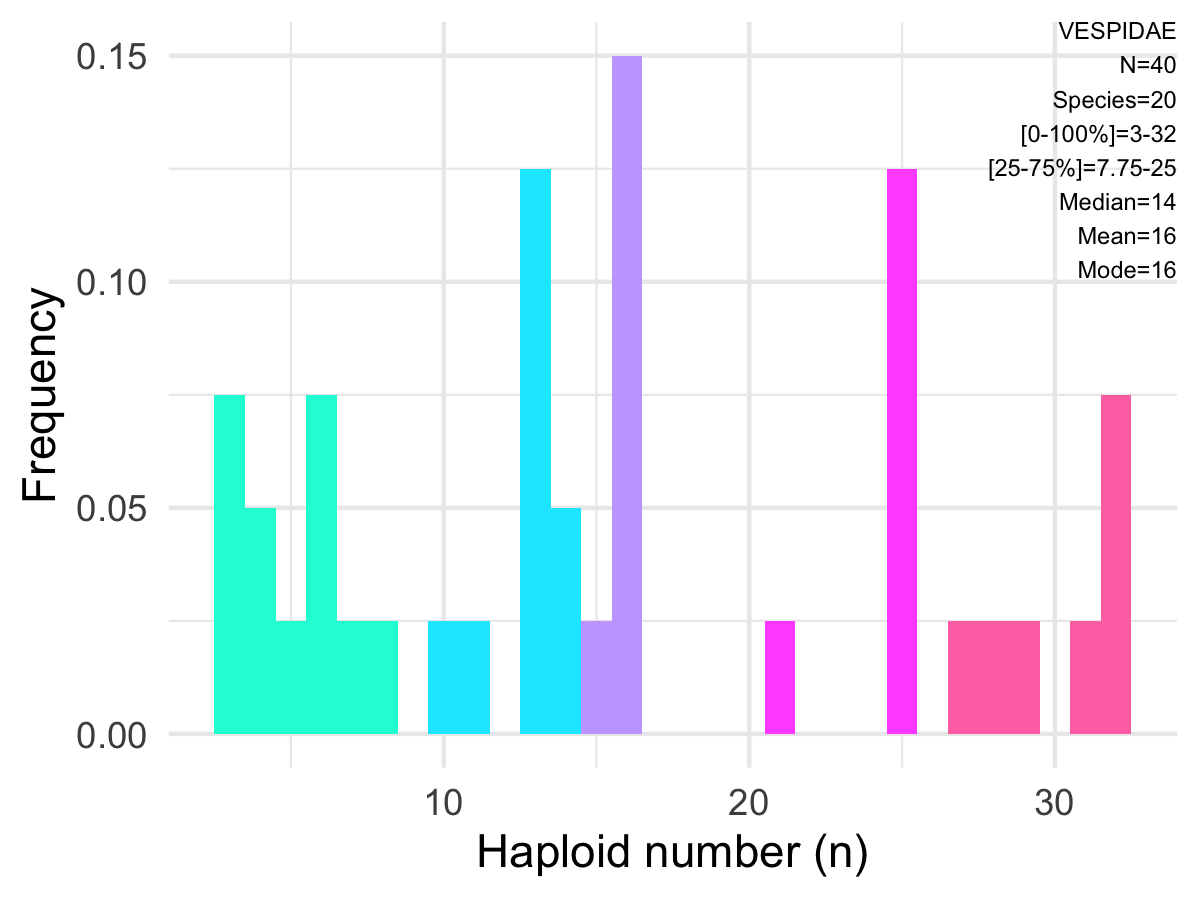 VESPIDAE
N=40
Species=20
[0-100%]=3-32
[25-75%]=7.75-25
Median=14
Mean=16
Mode=16
0.15
0.10
0.05
0.00
Frequency
10 20 30
Haploid number (n)